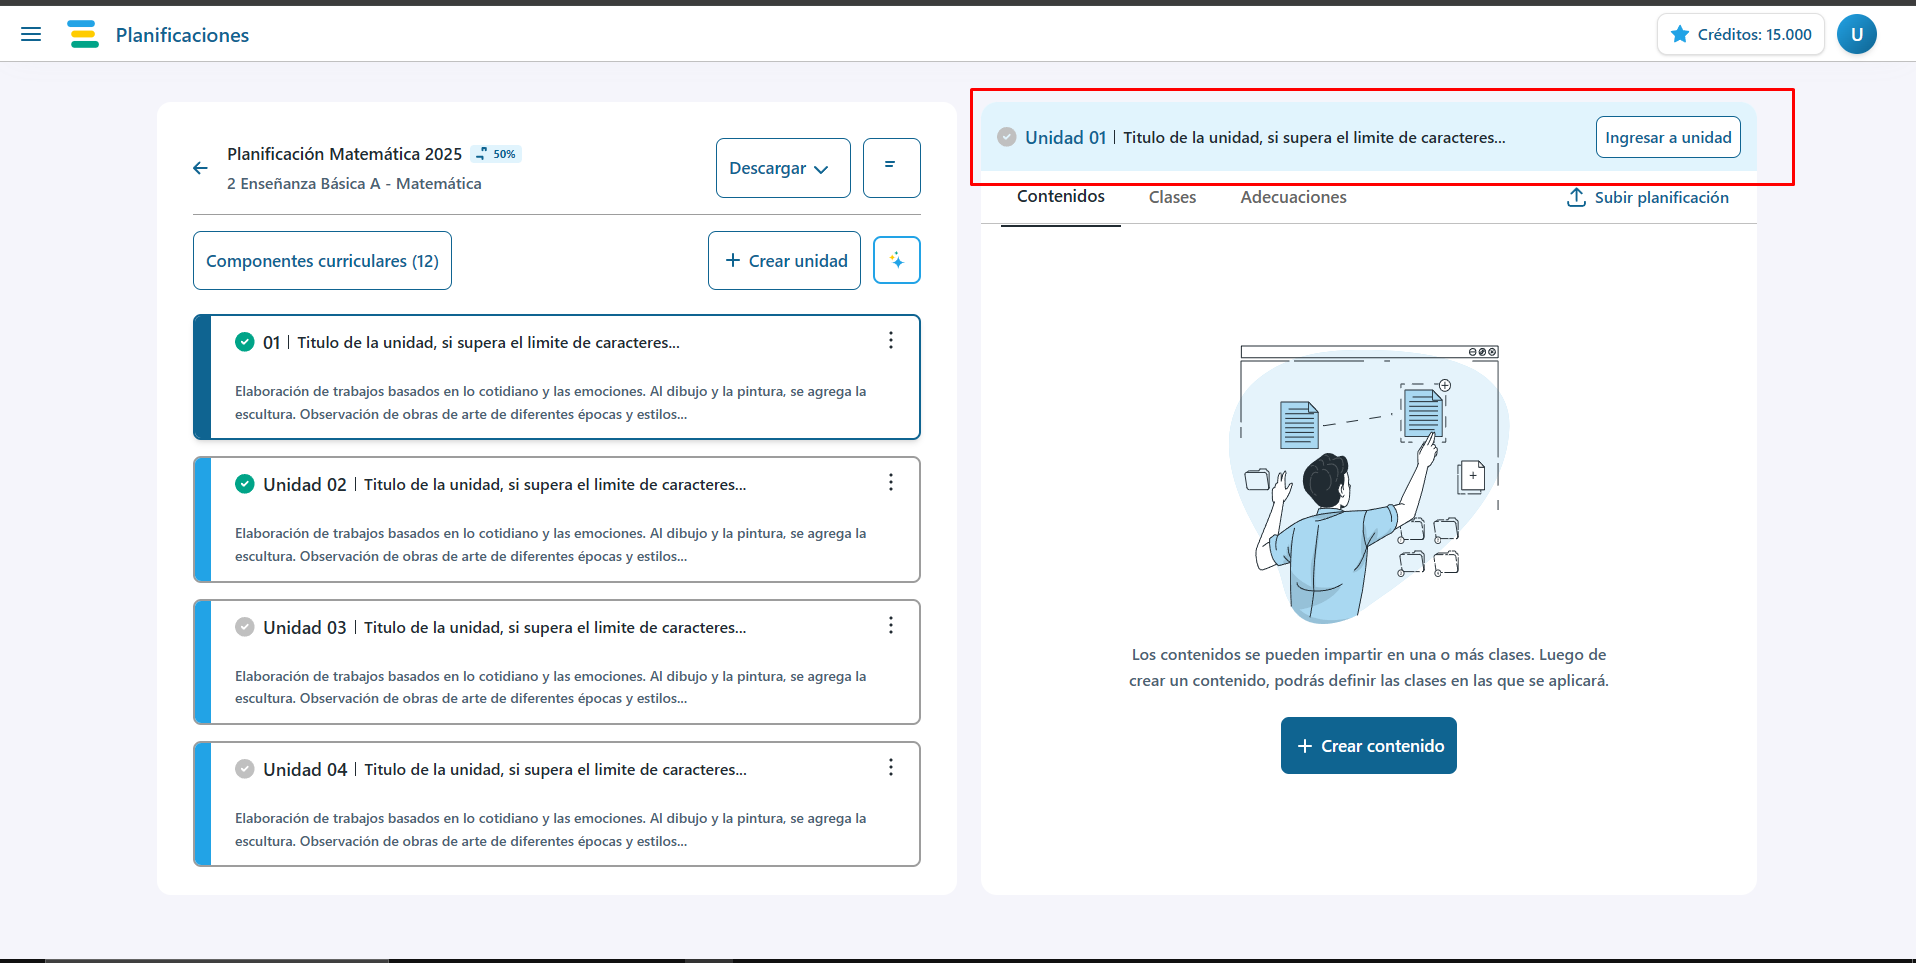 Planificaciones
Créditos: 15.000
U
Planificación Matemática 2025
50%
2 Enseñanza Básica A - Matemática
Descargar
Componentes curriculares (12)
Crear unidad
01 | Titulo de la unidad, si supera el limite de caracteres...
Elaboración de trabajos basados en lo cotidiano y las emociones. Al dibujo y la pintura, se agrega la
escultura. Observación de obras de arte de diferentes épocas y estilos...
Unidad 02 | Titulo de la unidad, si supera el limite de caracteres...
Elaboración de trabajos basados en lo cotidiano y las emociones. Al dibujo y la pintura, se agrega la
escultura. Observación de obras de arte de diferentes épocas y estilos...
Unidad 03 | Titulo de la unidad, si supera el limite de caracteres...
Elaboración de trabajos basados en lo cotidiano y las emociones. Al dibujo y la pintura, se agrega la
escultura. Observación de obras de arte de diferentes épocas y estilos...
Unidad 04 | Titulo de la unidad, si supera el limite de caracteres...
Elaboración de trabajos basados en lo cotidiano y las emociones. Al dibujo y la pintura, se agrega la
escultura. Observación de obras de arte de diferentes épocas y estilos...
Unidad 01 | Titulo de la unidad, si supera el limite de caracteres...
Ingresar a unidad
Contenidos
Clases
Adecuaciones
Subir planificación
Los contenidos se pueden impartir en una o más clases. Luego de
crear un contenido, podrás definir las clases en las que se aplicará.
Crear contenido